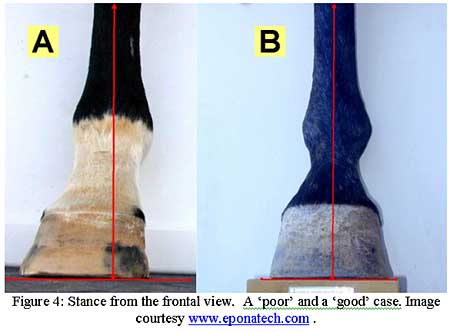 A B
Figure 4: Stance from the frontal view. A ‘poor’ and a ‘good’ case. Image
courtesy www.eponatech.com .